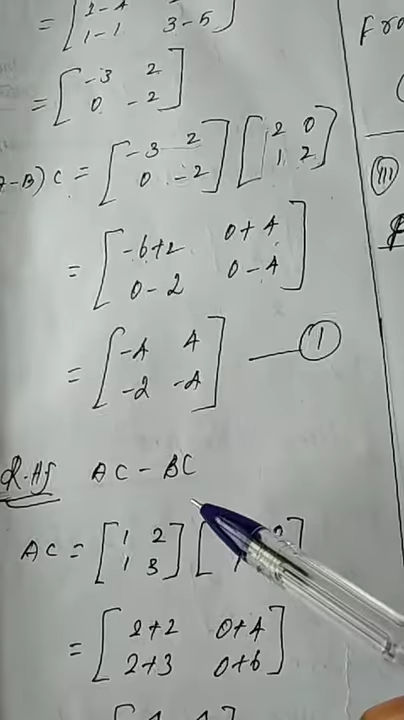 = [ 1-4
1-1 3-5 ]
= [ -3 2
0 -2 ]
-B) C = [ -3 2
0 -2 ] [ 2 0
1 2 ]
= [ -6+2 0+4
0-2 0-4 ]
= [ -4 4
-2 -4 ] — (1)
R.H.S AC - BC
AC = [ 1 2
1 3 ] [
= [ 2+2 0+4
2+3 0+6 ]
(III)